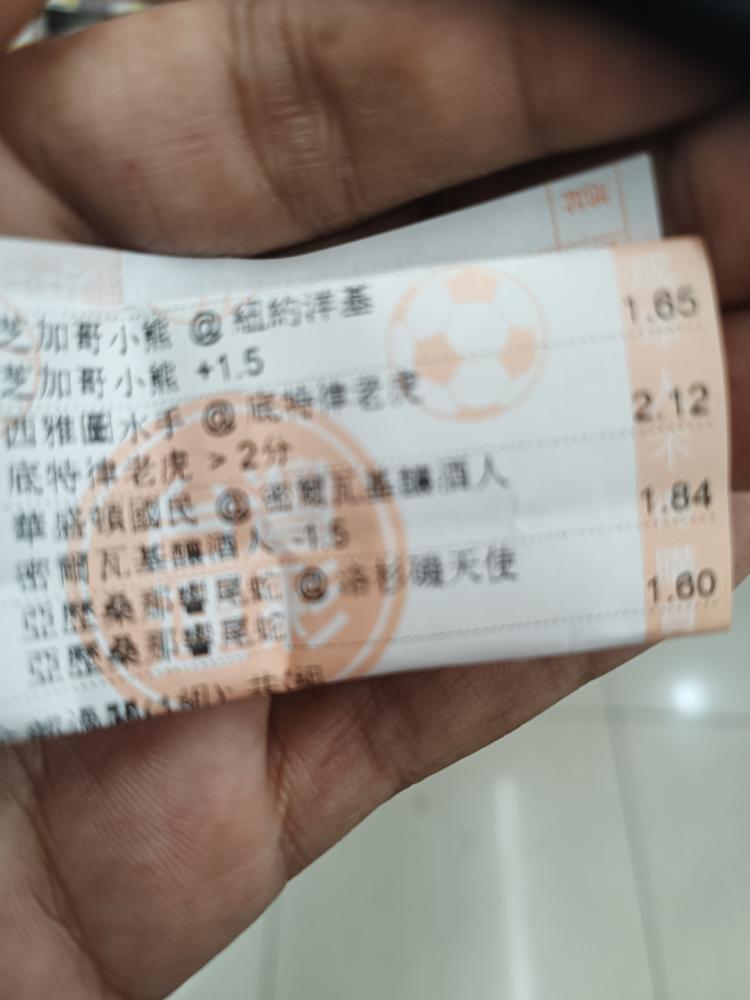 芝加哥小熊 @ 紐約洋基 1.65
芝加哥小熊 +1.5
西雅圖水手 @ 底特律老虎 2.12
底特律老虎 > 2分
華盛頓國民 @ 密爾瓦基釀酒人 1.84
密爾瓦基釀酒人 -1.5
亞歷桑那響尾蛇 @ 洛杉磯天使 1.60
亞歷桑那響尾蛇